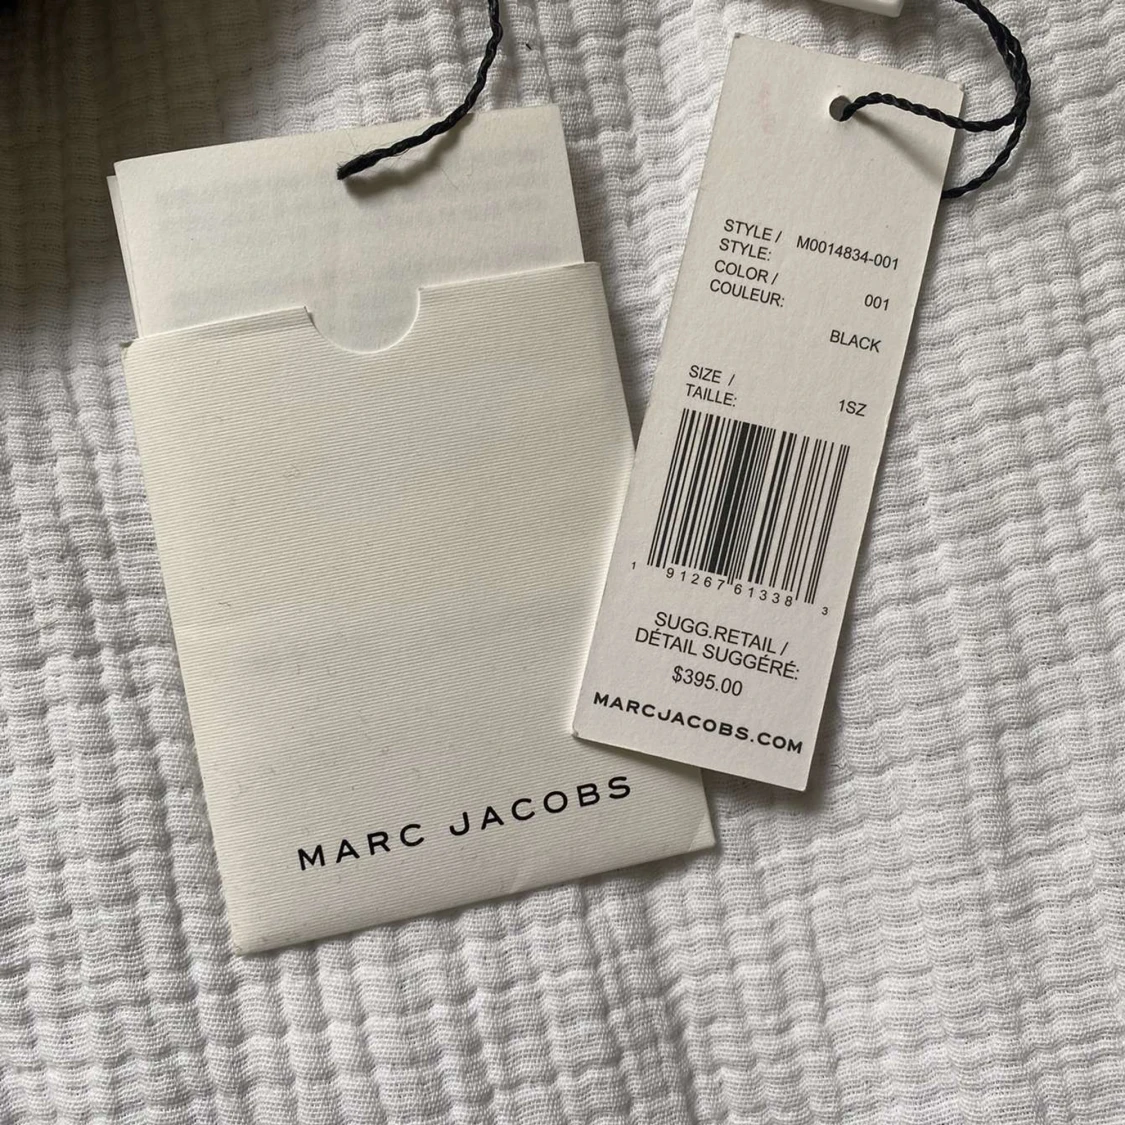 STYLE / M0014834-001
STYLE:
COLOR / 001
COULEUR:
BLACK
SIZE /
TAILLE: 1SZ
1 91267 61338 3
SUGG.RETAIL /
DÉTAIL SUGGÉRÉ:
$395.00
MARCJACOBS.COM
MARC JACOBS